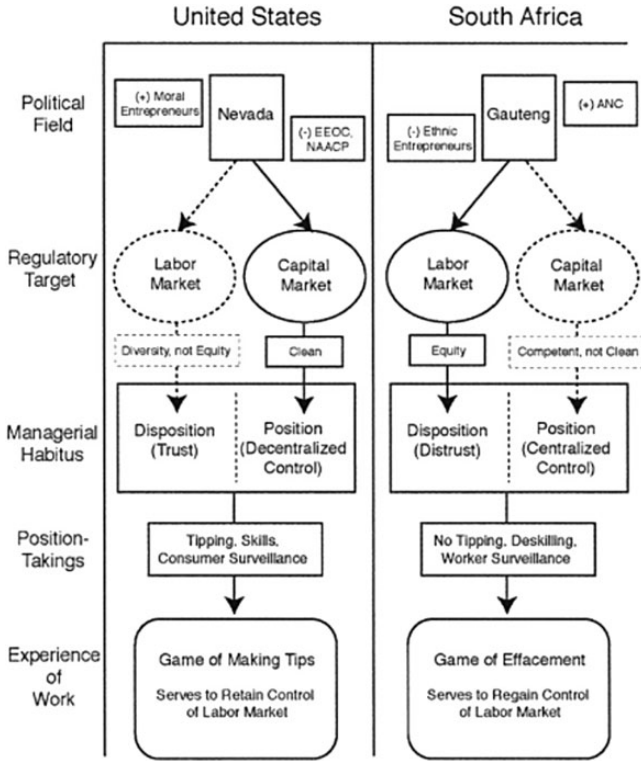 United States
South Africa
Political
Field
(+) Moral
Entrepreneurs
Nevada
(-) EEOC,
NAACP
(-) Ethnic
Entrepreneurs
Gauteng
(+) ANC
Regulatory
Target
Labor
Market
Capital
Market
Labor
Market
Capital
Market
Diversity, not Equity
Clean
Equity
Competent, not Clean
Managerial
Habitus
Disposition
(Trust)
Position
(Decentralized
Control)
Disposition
(Distrust)
Position
(Centralized
Control)
Position-
Takings
Tipping, Skills,
Consumer Surveillance
No Tipping, Deskilling,
Worker Surveillance
Experience
of
Work
Game of Making Tips
Serves to Retain Control
of Labor Market
Game of Effacement
Serves to Regain Control
of Labor Market